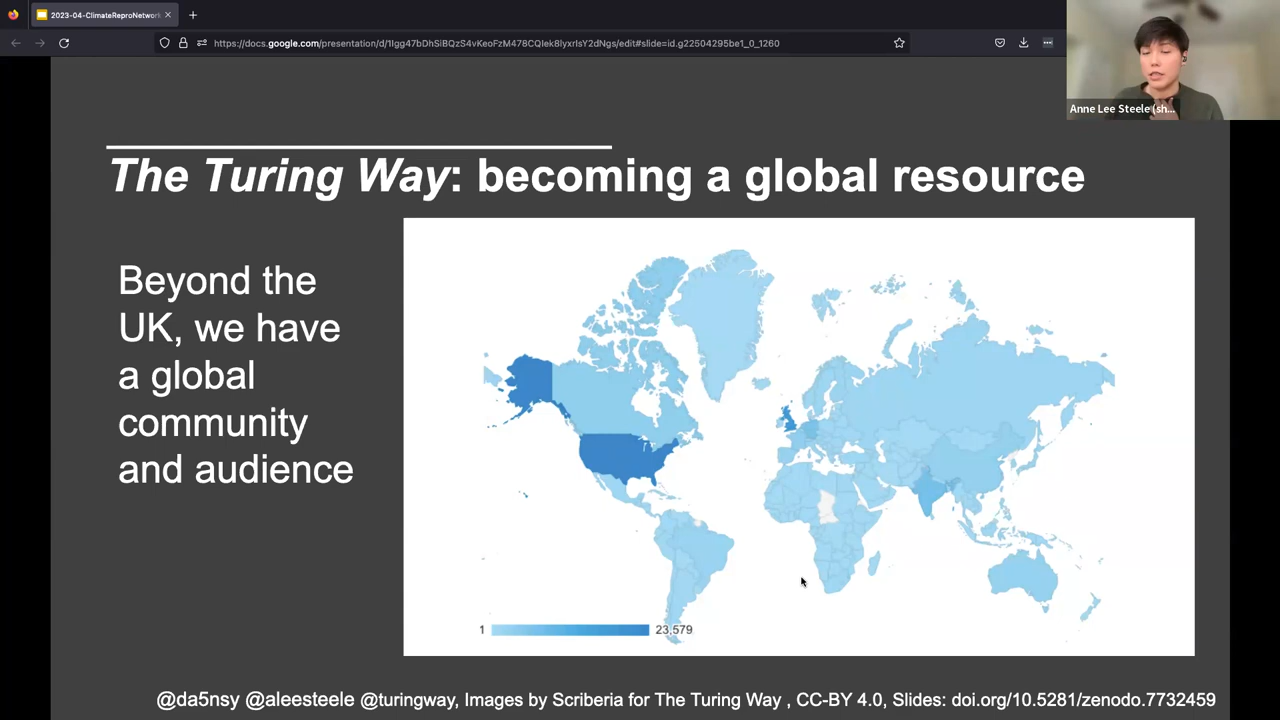 2023-04-ClimateReproNetwork
https://docs.google.com/presentation/d/1Igg47bDhSiBQzS4vKeoFzM478CQIek8IyxrIsY2dNgs/edit#slide=id.g22504295be1_0_1260
Anne Lee Steele (sh...
The Turing Way: becoming a global resource
Beyond the
UK, we have
a global
community
and audience
1
23,579
@da5nsy @aleesteele @turingway, Images by Scriberia for The Turing Way , CC-BY 4.0, Slides: doi.org/10.5281/zenodo.7732459